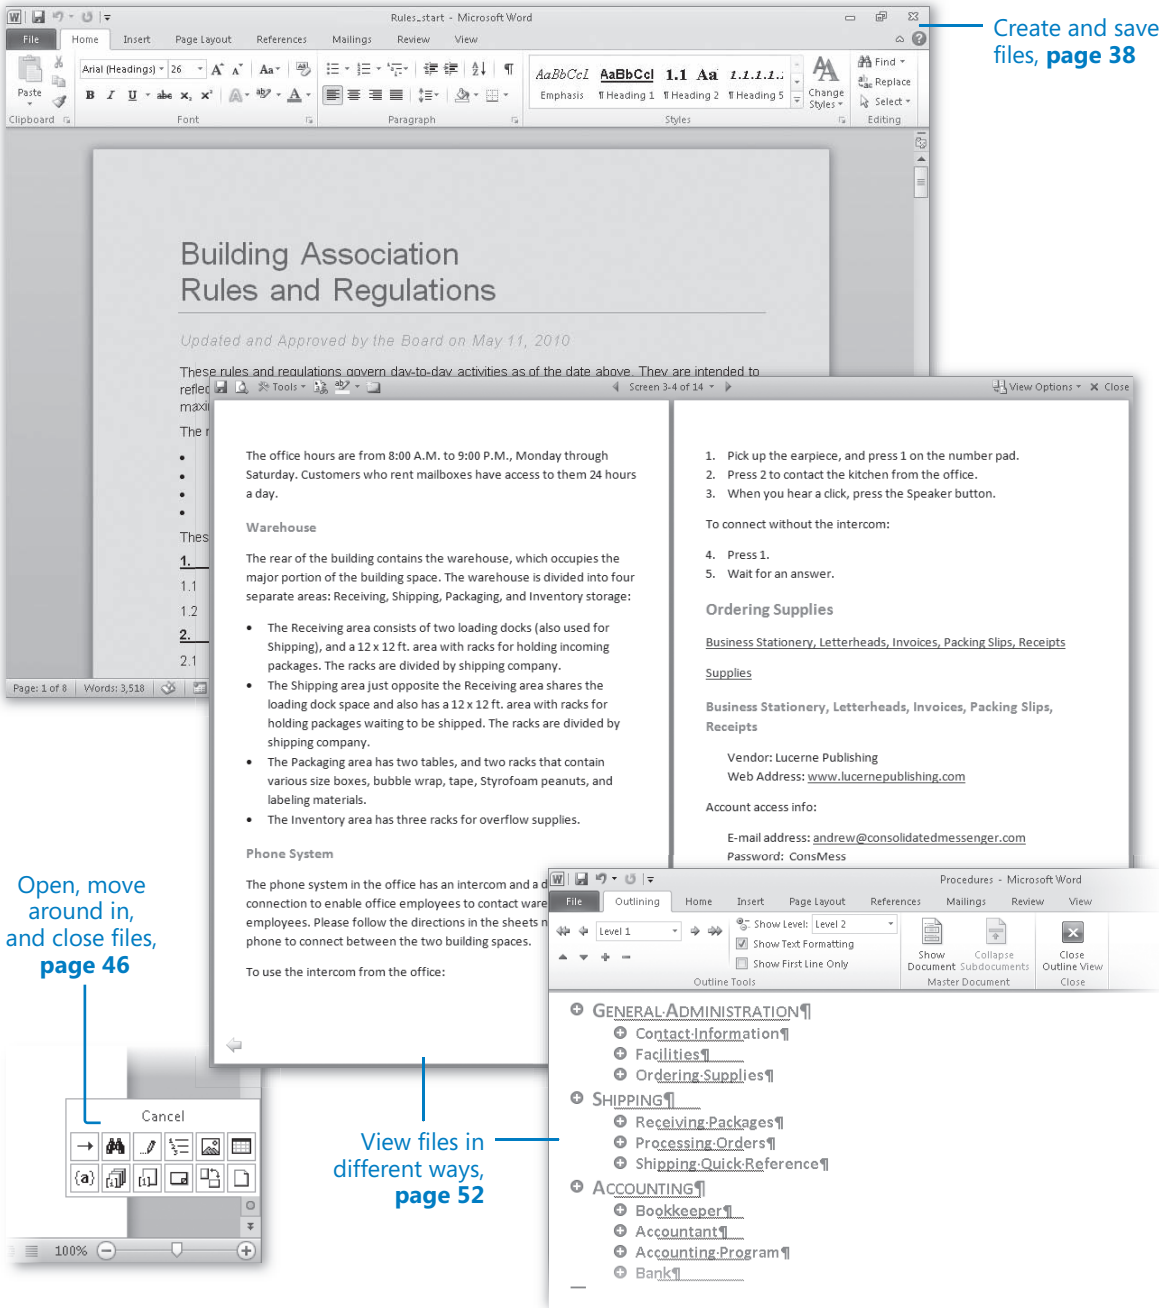 Rules_start - Microsoft Word
File Home Insert Page Layout References Mailings Review View
Create and save
files, page 38
Paste
Arial (Headings) 26
Aa
B I U abc x₂ x² A ab A
AaBbCcI AaBbCcI 1.1 Aa 1.1.1.1.
Emphasis ¶ Heading 1 ¶ Heading 2 ¶ Heading 5
Change
Styles
Find
Replace
Select
Clipboard Font Paragraph Styles Editing
Building Association
Rules and Regulations
Updated and Approved by the Board on May 11, 2010
These rules and regulations govern day-to-day activities as of the date above. They are intended to
reflec
maxi
The r
Thes
1.
1.1
1.2
2.
2.1
Page: 1 of 8 Words: 3,518
Tools Screen 3-4 of 14 View Options Close
The office hours are from 8:00 A.M. to 9:00 P.M., Monday through
Saturday. Customers who rent mailboxes have access to them 24 hours
a day.
Warehouse
The rear of the building contains the warehouse, which occupies the
major portion of the building space. The warehouse is divided into four
separate areas: Receiving, Shipping, Packaging, and Inventory storage:
• The Receiving area consists of two loading docks (also used for
Shipping), and a 12 x 12 ft. area with racks for holding incoming
packages. The racks are divided by shipping company.
• The Shipping area just opposite the Receiving area shares the
loading dock space and also has a 12 x 12 ft. area with racks for
holding packages waiting to be shipped. The racks are divided by
shipping company.
• The Packaging area has two tables, and two racks that contain
various size boxes, bubble wrap, tape, Styrofoam peanuts, and
labeling materials.
• The Inventory area has three racks for overflow supplies.
Phone System
The phone system in the office has an intercom and a d
connection to enable office employees to contact ware
employees. Please follow the directions in the sheets n
phone to connect between the two building spaces.
To use the intercom from the office:
1. Pick up the earpiece, and press 1 on the number pad.
2. Press 2 to contact the kitchen from the office.
3. When you hear a click, press the Speaker button.
To connect without the intercom:
4. Press 1.
5. Wait for an answer.
Ordering Supplies
Business Stationery, Letterheads, Invoices, Packing Slips, Receipts
Supplies
Business Stationery, Letterheads, Invoices, Packing Slips,
Receipts
Vendor: Lucerne Publishing
Web Address: www.lucernepublishing.com
Account access info:
E-mail address: andrew@consolidatedmessenger.com
Password: ConsMess
Open, move
around in,
and close files,
page 46
Cancel
100%
View files in
different ways,
page 52
Procedures - Microsoft Word
File Outlining Home Insert Page Layout References Mailings Review View
Level 1
Show Level: Level 2
Show Text Formatting
Show First Line Only
Show
Document
Collapse
Subdocuments
Close
Outline View
Outline Tools Master Document Close
GENERAL·ADMINISTRATION¶
Contact·Information¶
Facilities¶
Ordering·Supplies¶
SHIPPING¶
Receiving·Packages¶
Processing·Orders¶
Shipping·Quick·Reference¶
ACCOUNTING¶
Bookkeeper¶
Accountant¶
Accounting·Program¶
Bank¶